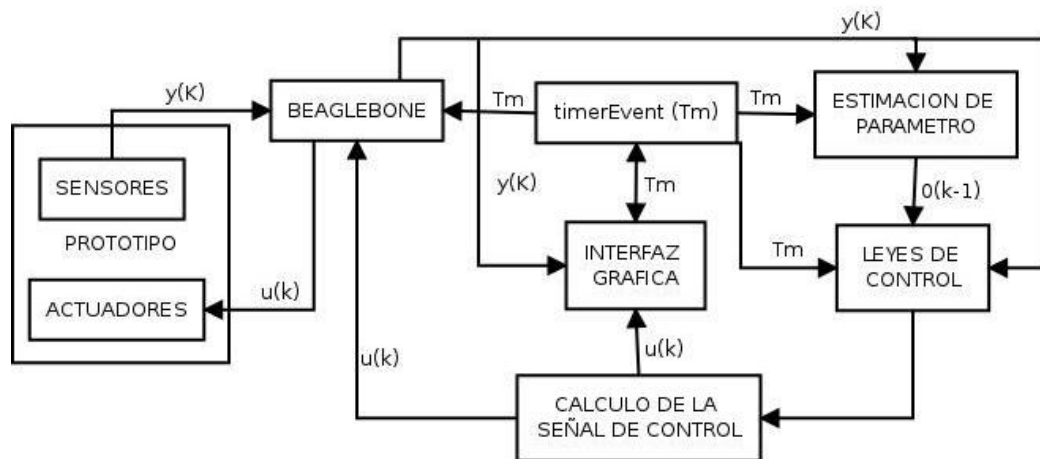 y(K)
y(K)
BEAGLEBONE
Tm
timerEvent (Tm)
Tm
ESTIMACION DE
PARAMETRO
SENSORES
PROTOTIPO
ACTUADORES
u(k)
y(K)
Tm
INTERFAZ
GRAFICA
Tm
0(k-1)
LEYES DE
CONTROL
u(k)
u(k)
CALCULO DE LA
SEÑAL DE CONTROL